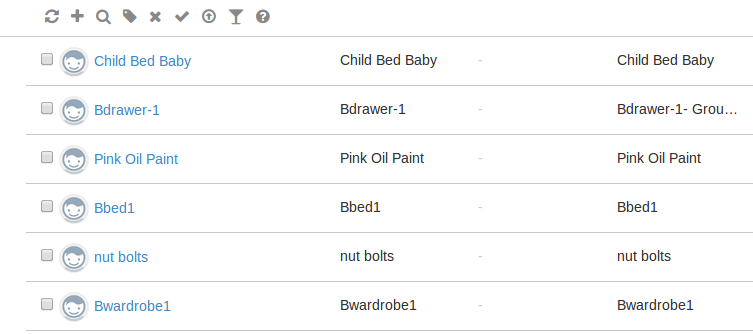 Child Bed Baby Child Bed Baby - Child Bed Baby
Bdrawer-1 Bdrawer-1 - Bdrawer-1- Grou…
Pink Oil Paint Pink Oil Paint - Pink Oil Paint
Bbed1 Bbed1 - Bbed1
nut bolts nut bolts - nut bolts
Bwardrobe1 Bwardrobe1 - Bwardrobe1